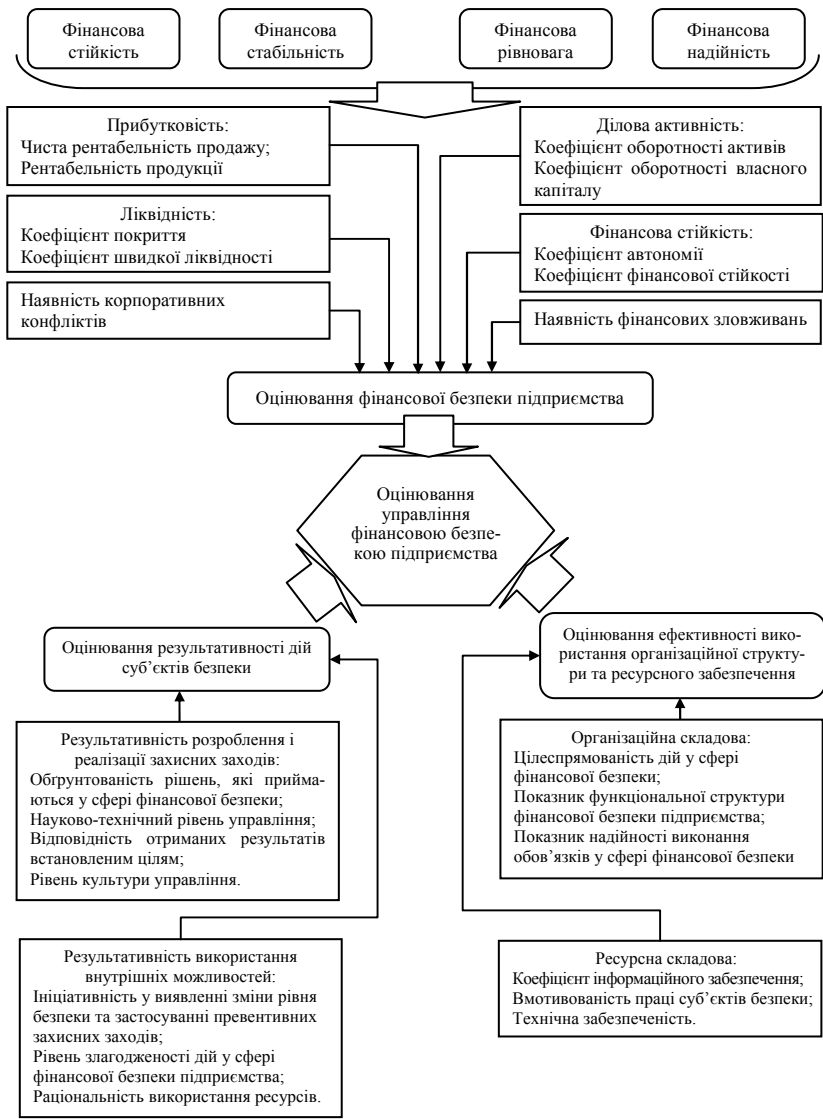 Фінансова
стійкість
Фінансова
стабільність
Фінансова
рівновага
Фінансова
надійність
Прибутковість:
Чиста рентабельність продажу;
Рентабельність продукції
Ділова активність:
Коефіцієнт оборотності активів
Коефіцієнт оборотності власного
капіталу
Ліквідність:
Коефіцієнт покриття
Коефіцієнт швидкої ліквідності
Фінансова стійкість:
Коефіцієнт автономії
Коефіцієнт фінансової стійкості
Наявність корпоративних
конфліктів
Наявність фінансових зловживань
Оцінювання фінансової безпеки підприємства
Оцінювання
управління
фінансовою безпе-
кою підприємства
Оцінювання результативності дій
суб’єктів безпеки
Оцінювання ефективності вико-
ристання організаційної структу-
ри та ресурсного забезпечення
Результативність розроблення і
реалізації захисних заходів:
Обґрунтованість рішень, які прийма-
ються у сфері фінансової безпеки;
Науково-технічний рівень управління;
Відповідність отриманих результатів
встановленим цілям;
Рівень культури управління.
Організаційна складова:
Цілеспрямованість дій у сфері
фінансової безпеки;
Показник функціональної структури
фінансової безпеки підприємства;
Показник надійності виконання
обов’язків у сфері фінансової безпеки
Результативність використання
внутрішніх можливостей:
Ініціативність у виявленні зміни рівня
безпеки та застосуванні превентивних
захисних заходів;
Рівень злагодженості дій у сфері
фінансової безпеки підприємства;
Раціональність використання ресурсів.
Ресурсна складова:
Коефіцієнт інформаційного забезпечення;
Вмотивованість праці суб’єктів безпеки;
Технічна забезпеченість.